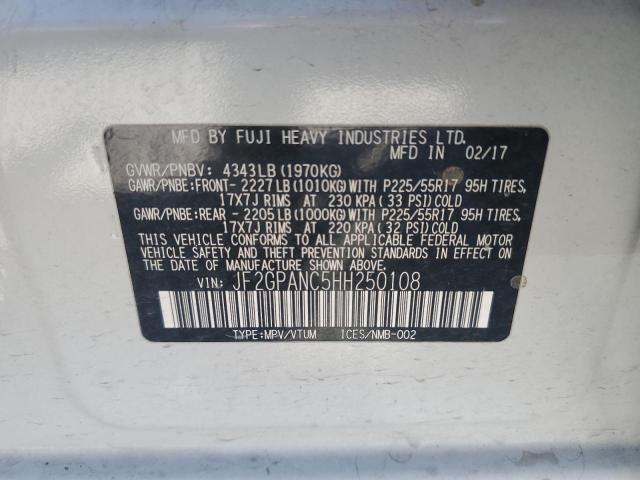 MFD BY FUJI HEAVY INDUSTRIES LTD.
MFD IN 02/17
GVWR/PNBV: 4343LB(1970KG)
GAWR/PNBE:FRONT- 2227LB(1010KG)WITH P225/55R17 95H TIRES,
17X7J RIMS AT 230 KPA(33 PSI)COLD
GAWR/PNBE:REAR - 2205LB(1000KG)WITH P225/55R17 95H TIRES,
17X7J RIMS AT 220 KPA(32 PSI)COLD
THIS VEHICLE CONFORMS TO ALL APPLICABLE FEDERAL MOTOR
VEHICLE SAFETY AND THEFT PREVENTION STANDARDS IN EFFECT ON
THE DATE OF MANUFACTURE SHOWN ABOVE.
VIN: JF2GPANC5HH250108
TYPE:MPV/VTUM ICES/NMB-002